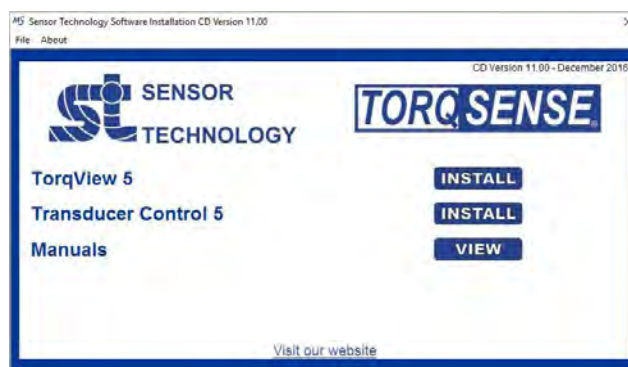 Sensor Technology Software Installation CD Version 11.00
File About
CD Version 11.00 - December 2016
st SENSOR
TECHNOLOGY
TORQSENSE®
TorqView 5 INSTALL
Transducer Control 5 INSTALL
Manuals VIEW
Visit our website